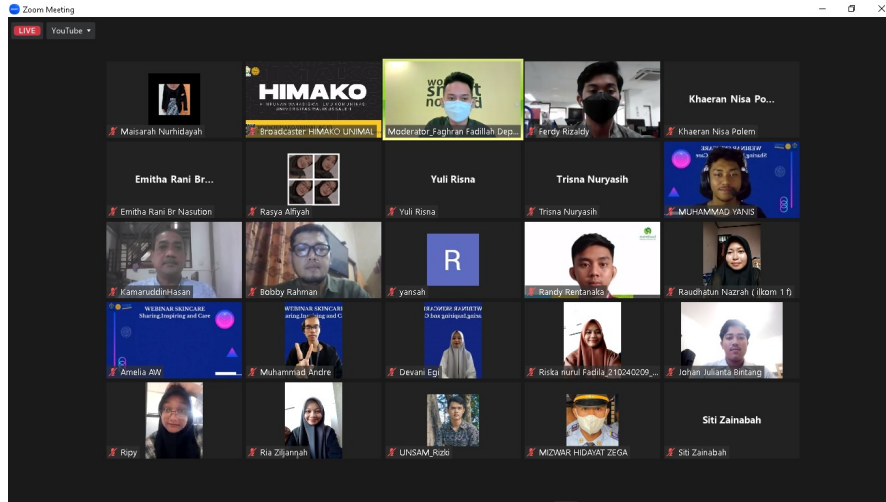 Zoom Meeting
LIVE
YouTube
Maisarah Nurhidayah
HIMAKO
Broadcaster HIMAKO UNIMAL
Moderator_Faghran Fadillah Dep...
Ferdy Rizaldy
Khaeran Nisa Po...
Khaeran Nisa Polem
Emitha Rani Br...
Emitha Rani Br Nasution
Rasya Alfiyah
Yuli Risna
Yuli Risna
Trisna Nuryasih
Trisna Nuryasih
MUHAMMAD YANIS
KamaruddinHasan
Bobby Rahman
R
yansah
Randy Rentanaka
Raudhatun Nazrah ( ilkom 1 f)
WEBINAR SKINCARE
Sharing,Inspiring and Care
Amelia AW
WEBINAR SKINCARE
Muhammad Andre
WEBINAR SKINCARE
Devani Egi
Riska nurul Fadila_210240209_...
Johan Julianta Bintang
Ripy
Ria Ziljannah
UNSAM_Rizki
MIZWAR HIDAYAT ZEGA
Siti Zainabah
Siti Zainabah